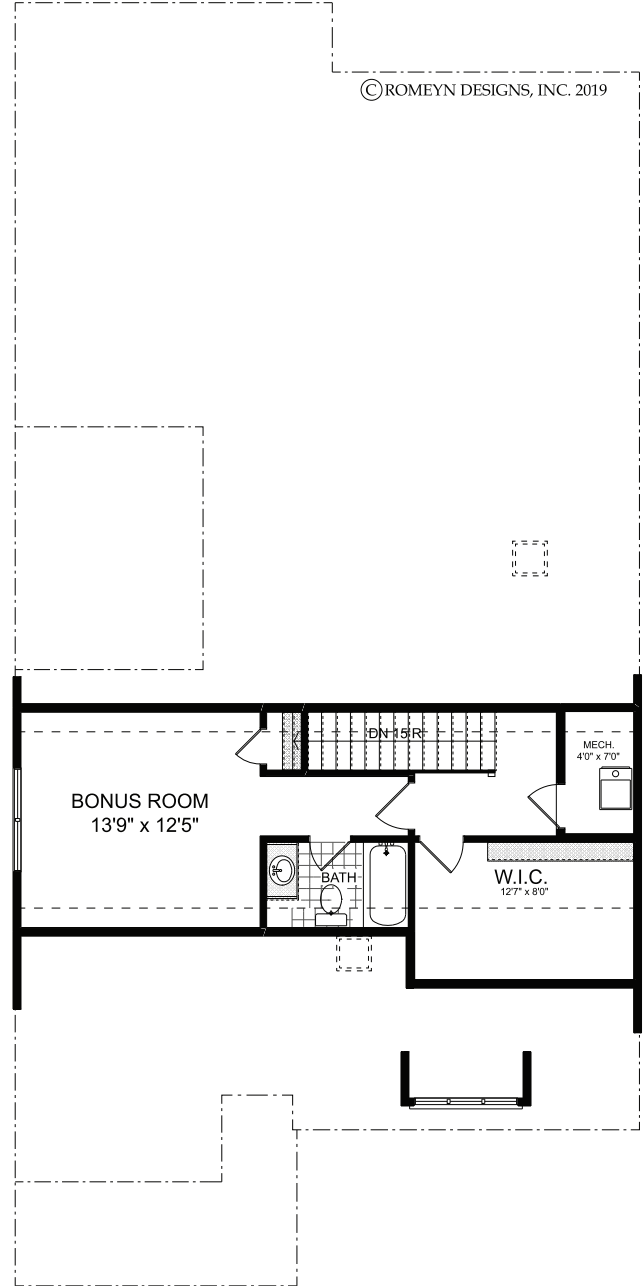 ©ROMEYN DESIGNS, INC. 2019
DN 15 R
MECH.
4'0" x 7'0"
BONUS ROOM
13'9" x 12'5"
BATH
W.I.C.
12'7" x 8'0"